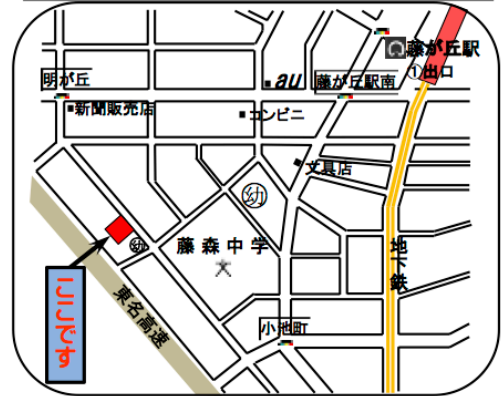 藤が丘駅
①出口
au
明が丘
藤が丘駅南
新聞販売店
コンビニ
文具店
幼
幼
藤森中学
文
地下鉄
ここです
東名高速
小池町